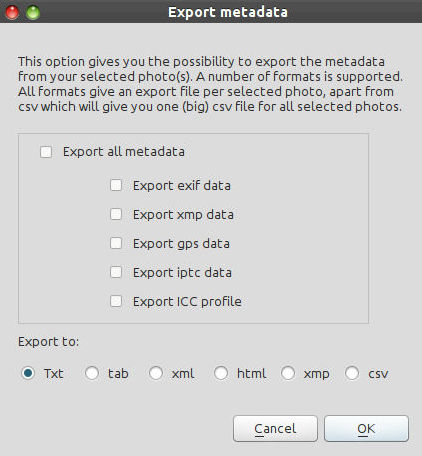 Export metadata
This option gives you the possibility to export the metadata
from your selected photo(s). A number of formats is supported.
All formats give an export file per selected photo, apart from
csv which will give you one (big) csv file for all selected photos.
Export all metadata
Export exif data
Export xmp data
Export gps data
Export iptc data
Export ICC profile
Export to:
Txt tab xml html xmp csv
Cancel OK